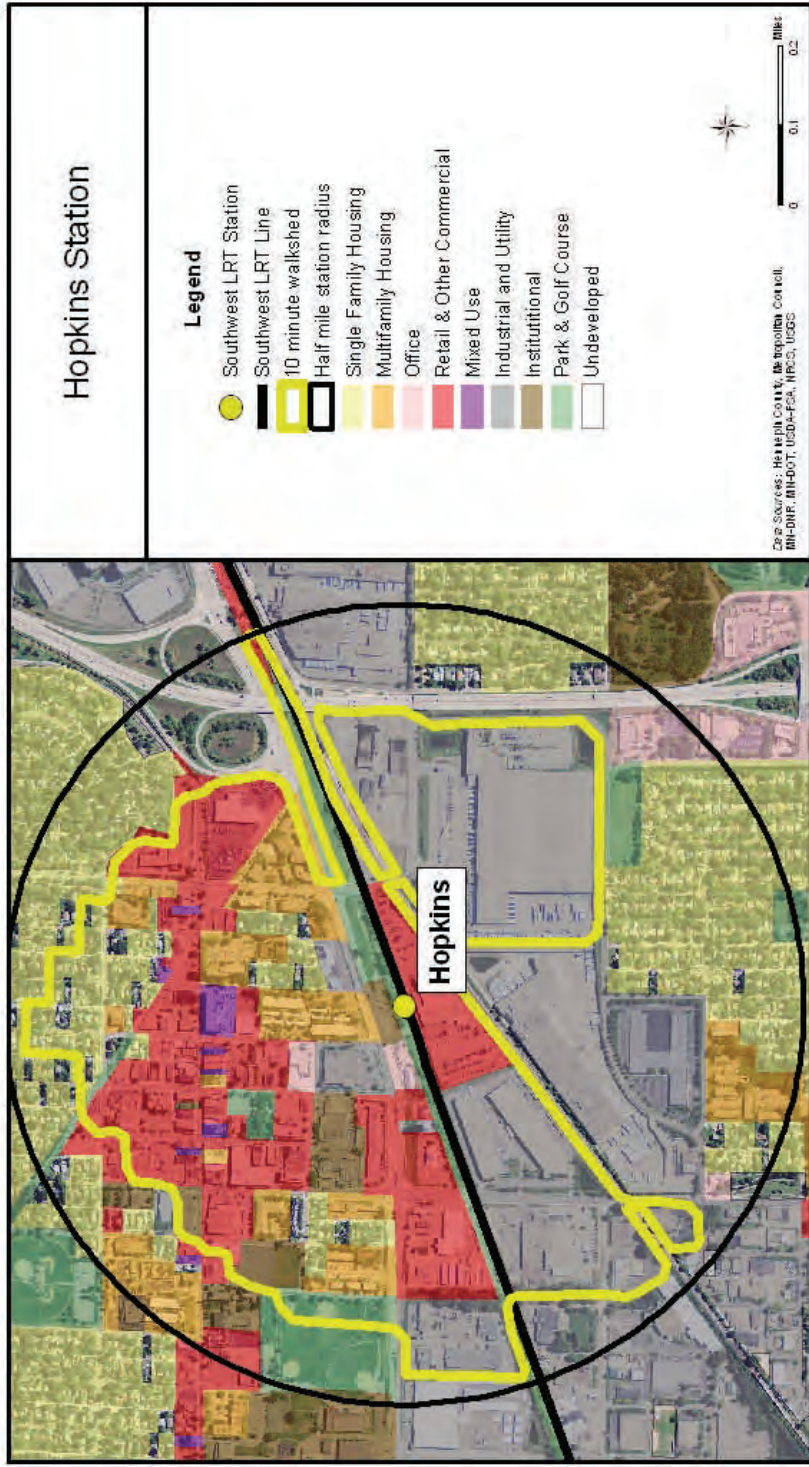 Hopkins Station
Legend
Southwest LRT Station
Southwest LRT Line
10 minute walkshed
Half mile station radius
Single Family Housing
Multifamily Housing
Office
Retail & Other Commercial
Mixed Use
Industrial and Utility
Institutitional
Park & Golf Course
Undeveloped
Data Sources: Hennepin County, Metropolitan Council,
MN-DNR, MN-DOT, USDA-FSA, NRCS, USGS
0 0.1 0.2
Miles
Hopkins